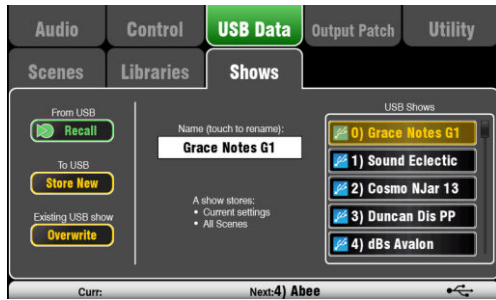 Audio
Control
USB Data
Output Patch
Utility
Scenes
Libraries
Shows
From USB
Recall
To USB
Store New
Existing USB show
Overwrite
Name (touch to rename):
Grace Notes G1
A show stores:
• Current settings
• All Scenes
USB Shows
0) Grace Notes G1
1) Sound Eclectic
2) Cosmo NJar 13
3) Duncan Dis PP
4) dBs Avalon
Curr:
Next:4) Abee